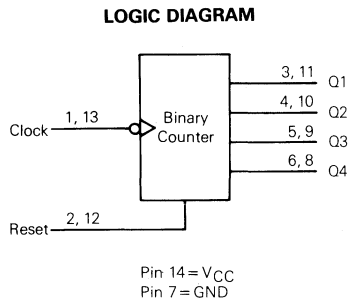 LOGIC DIAGRAM
3, 11
Q1
4, 10
Q2
1, 13
Clock
Binary
Counter
5, 9
Q3
6, 8
Q4
2, 12
Reset
Pin 14 = VCC
Pin 7 = GND